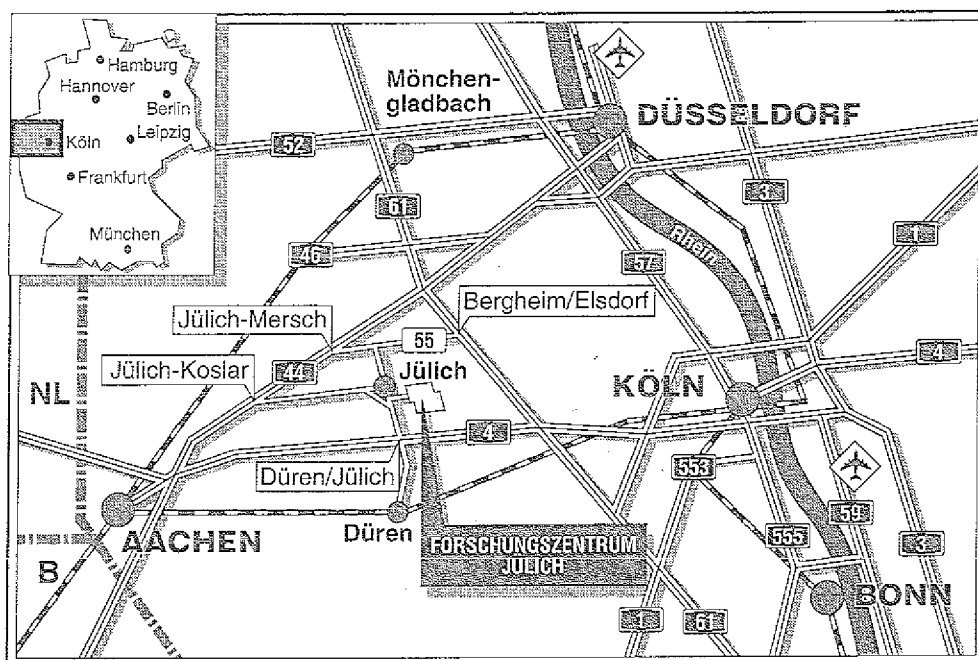 Hamburg
Hannover
Berlin
Leipzig
Köln
Frankfurt
München
Mönchen-
gladbach
DÜSSELDORF
52
61
3
1
46
57
Rhein
Bergheim/Elsdorf
Jülich-Mersch
55
44
Jülich
Jülich-Koslar
4
KÖLN
NL
4
Düren/Jülich
553
59
Düren
AACHEN
FORSCHUNGSZENTRUM
JÜLICH
555
3
B
BONN
1
61